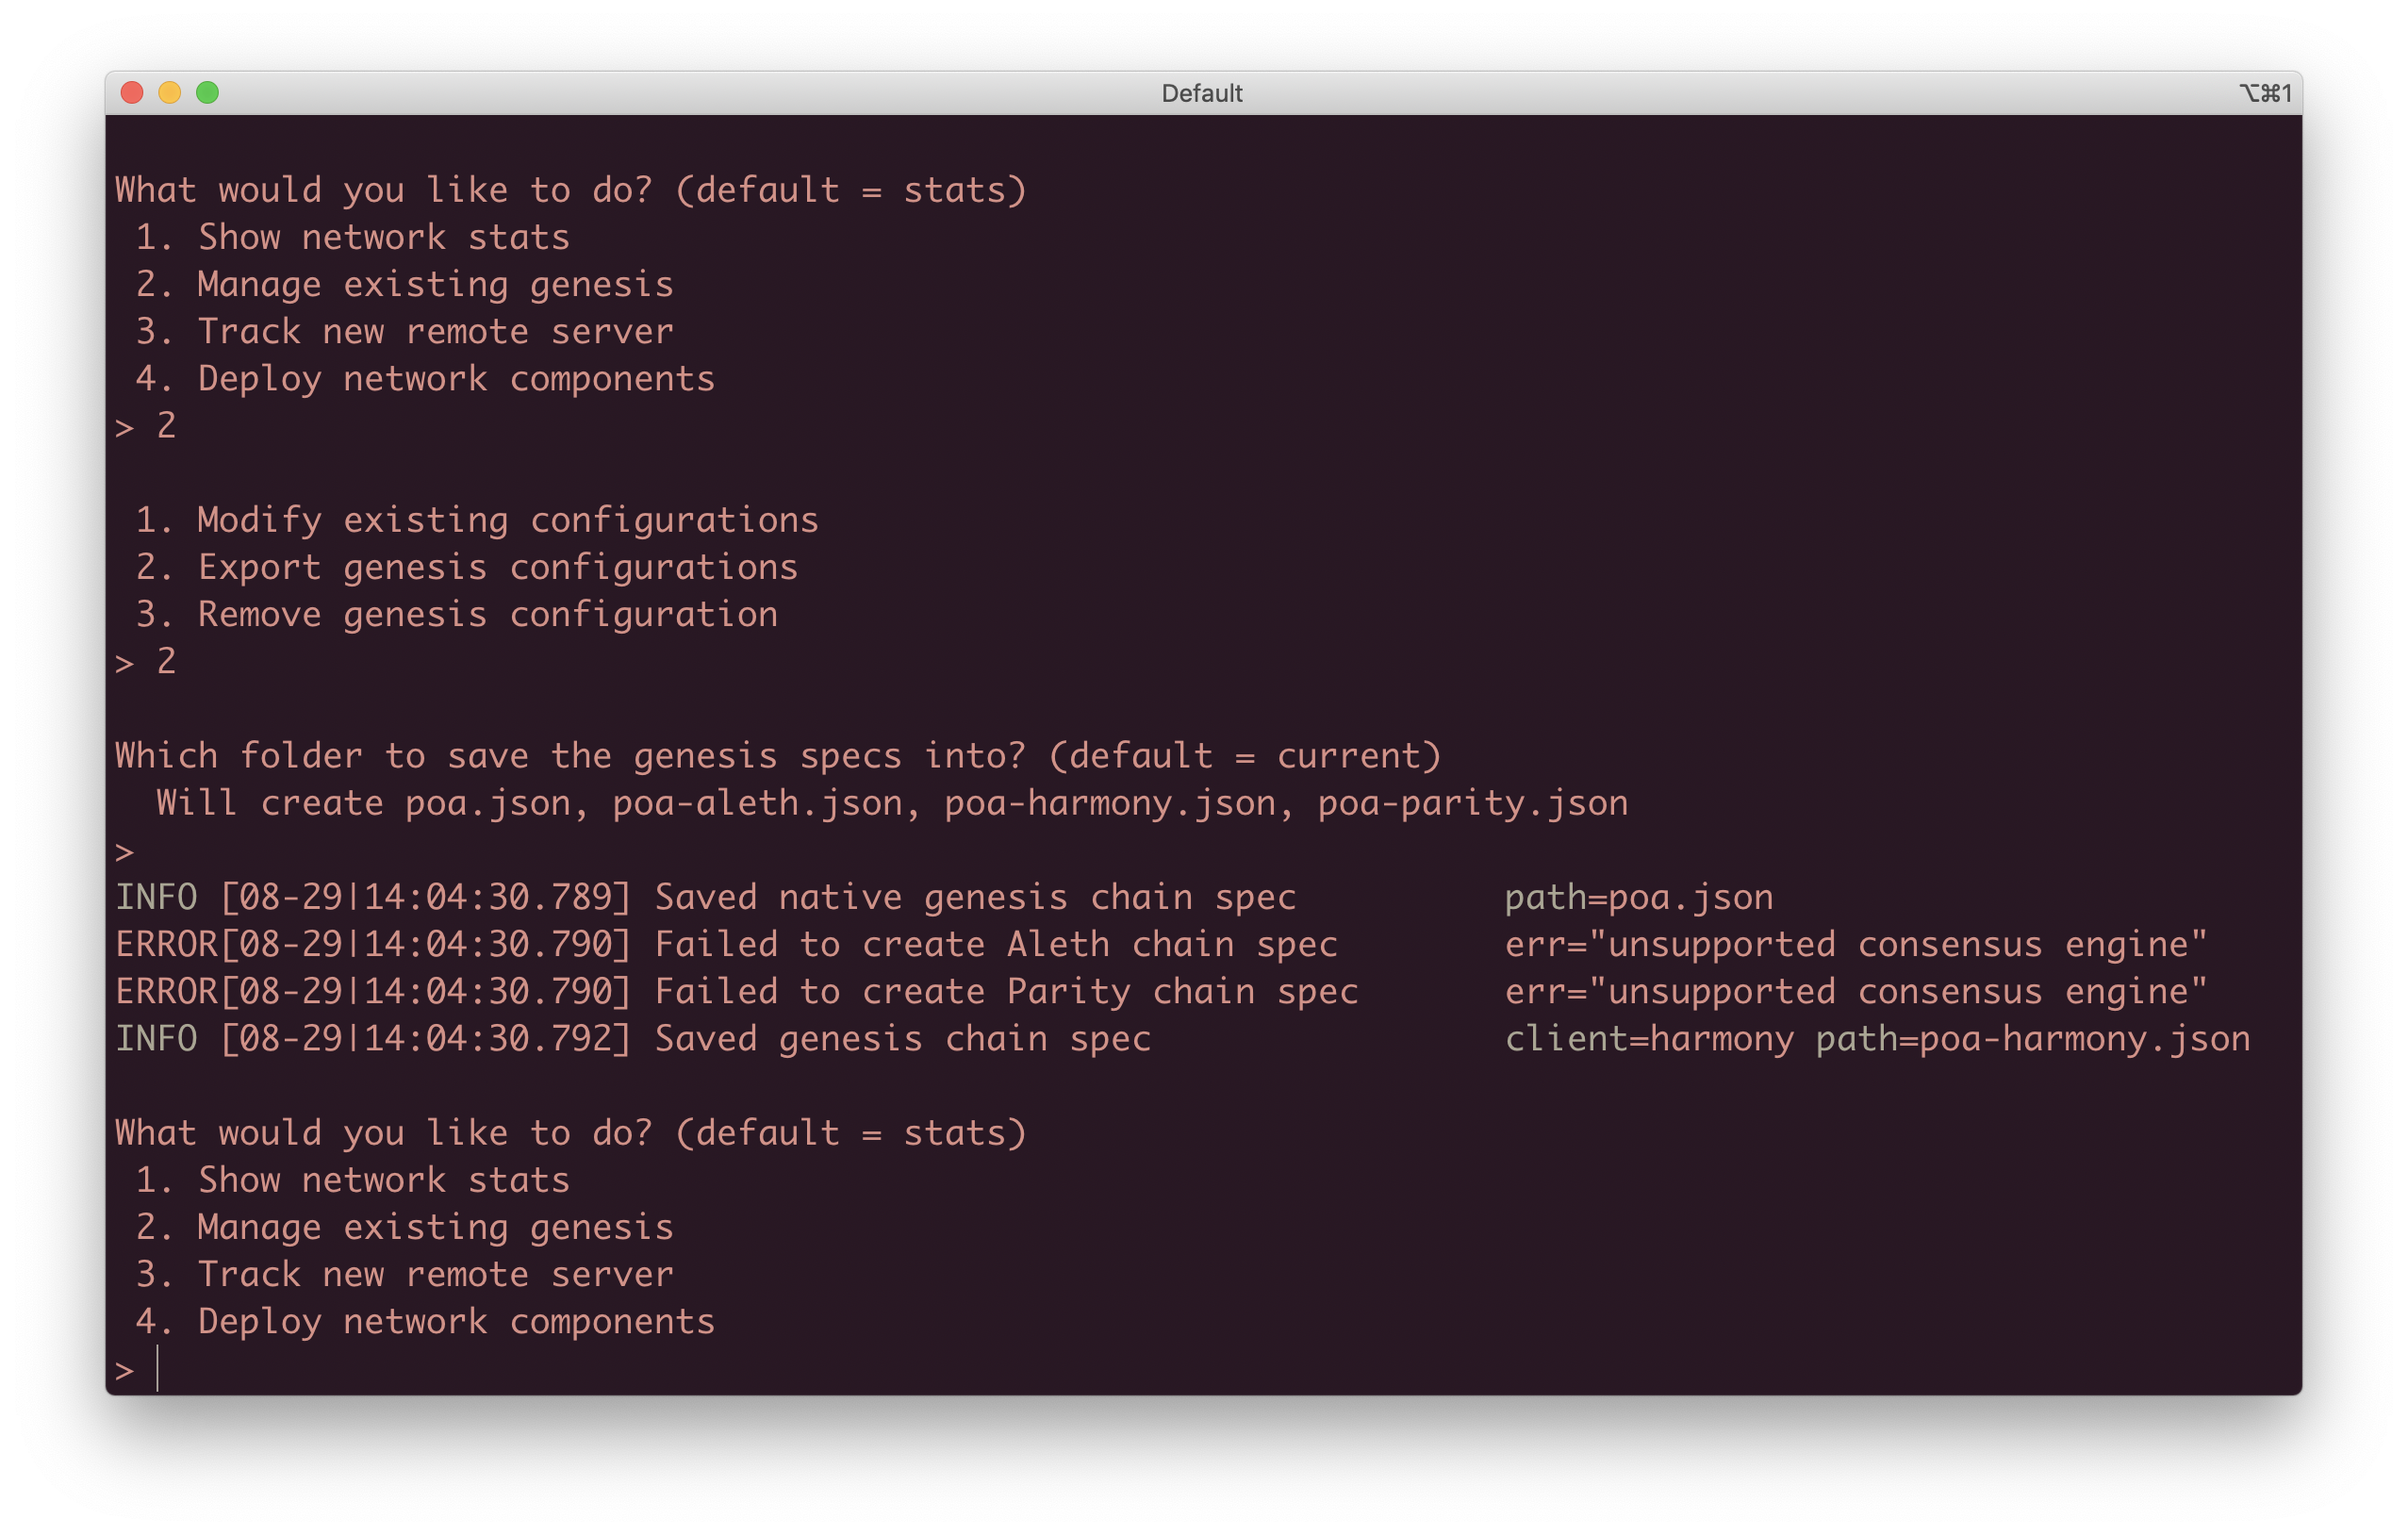 Default
⌥⌘1
What would you like to do? (default = stats)
 1. Show network stats
 2. Manage existing genesis
 3. Track new remote server
 4. Deploy network components
> 2
 1. Modify existing configurations
 2. Export genesis configurations
 3. Remove genesis configuration
> 2
Which folder to save the genesis specs into? (default = current)
  Will create poa.json, poa-aleth.json, poa-harmony.json, poa-parity.json
>
INFO [08-29|14:04:30.789] Saved native genesis chain spec          path=poa.json
ERROR[08-29|14:04:30.790] Failed to create Aleth chain spec        err="unsupported consensus engine"
ERROR[08-29|14:04:30.790] Failed to create Parity chain spec       err="unsupported consensus engine"
INFO [08-29|14:04:30.792] Saved genesis chain spec                 client=harmony path=poa-harmony.json
What would you like to do? (default = stats)
 1. Show network stats
 2. Manage existing genesis
 3. Track new remote server
 4. Deploy network components
>